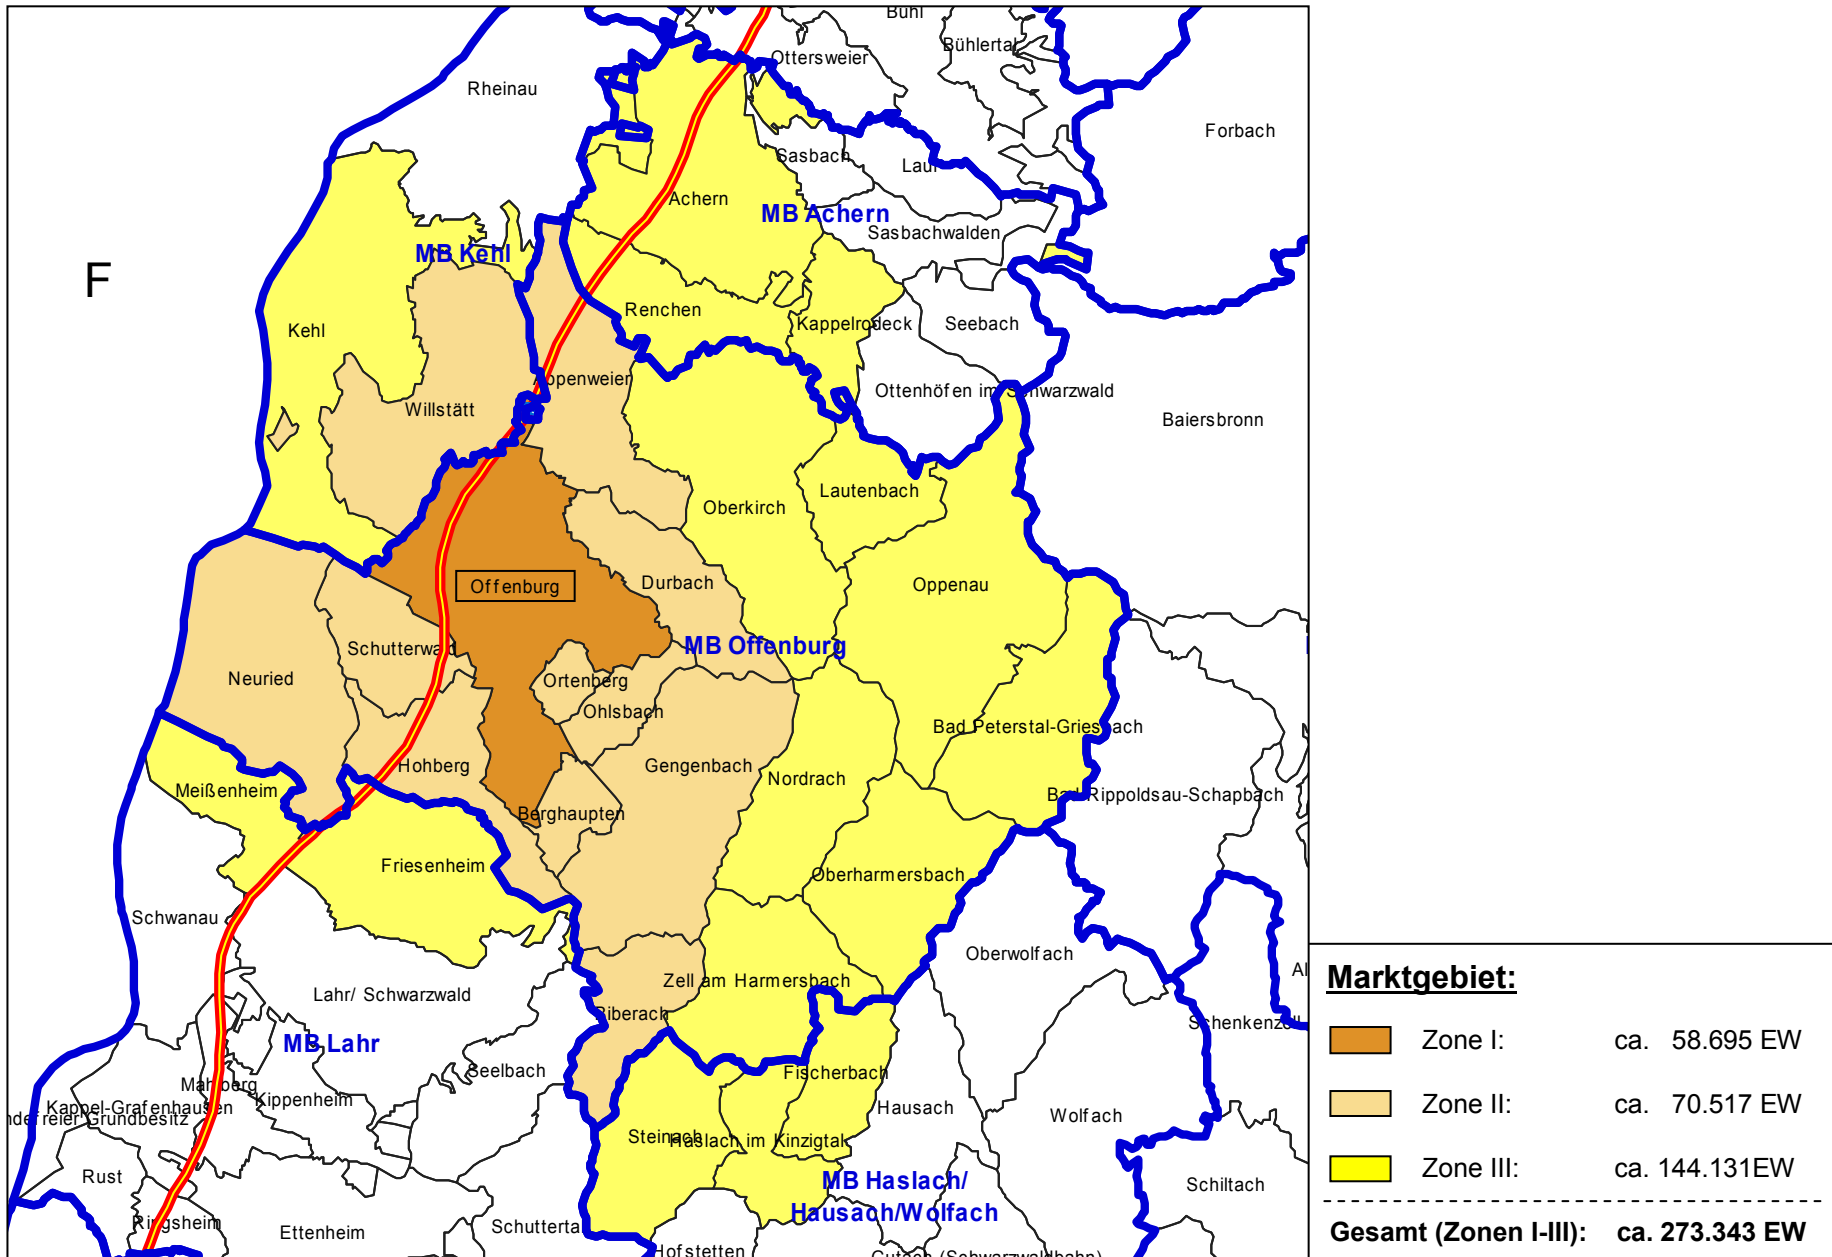 Bühl
Ottersweier
Bühlertal
Rheinau
Forbach
Sasbach
Lauf
Achern
MB Achern
Sasbachwalden
MB Kehl
F
Renchen
Kappelrodeck
Seebach
Kehl
Appenweier
Ottenhöfen im Schwarzwald
Willstätt
Baiersbronn
Lautenbach
Oberkirch
Offenburg
Durbach
Oppenau
Schutterwald
MB Offenburg
Neuried
Ortenberg
Ohlsbach
Bad Peterstal-Griesbach
Hohberg
Gengenbach
Nordrach
Meißenheim
Bad Rippoldsau-Schapbach
Berghaupten
Friesenheim
Oberharmersbach
Schwanau
Oberwolfach
Al
Zell am Harmersbach
Lahr/ Schwarzwald
Biberach
Schenkenzell
MB Lahr
Seelbach
Fischerbach
Mahlberg
Kippenheim
Kappel-Grafenhausen
Hausach
Wolfach
ndefreier Grundbesitz
Steinach
Haslach im Kinzigtal
Rust
MB Haslach/
Hausach/Wolfach
Schiltach
Ringsheim
Ettenheim
Schuttertal
Hofstetten
Gutach (Schwarzwaldbahn)
Marktgebiet:
Zone I: ca. 58.695 EW
Zone II: ca. 70.517 EW
Zone III: ca. 144.131EW
Gesamt (Zonen I-III): ca. 273.343 EW